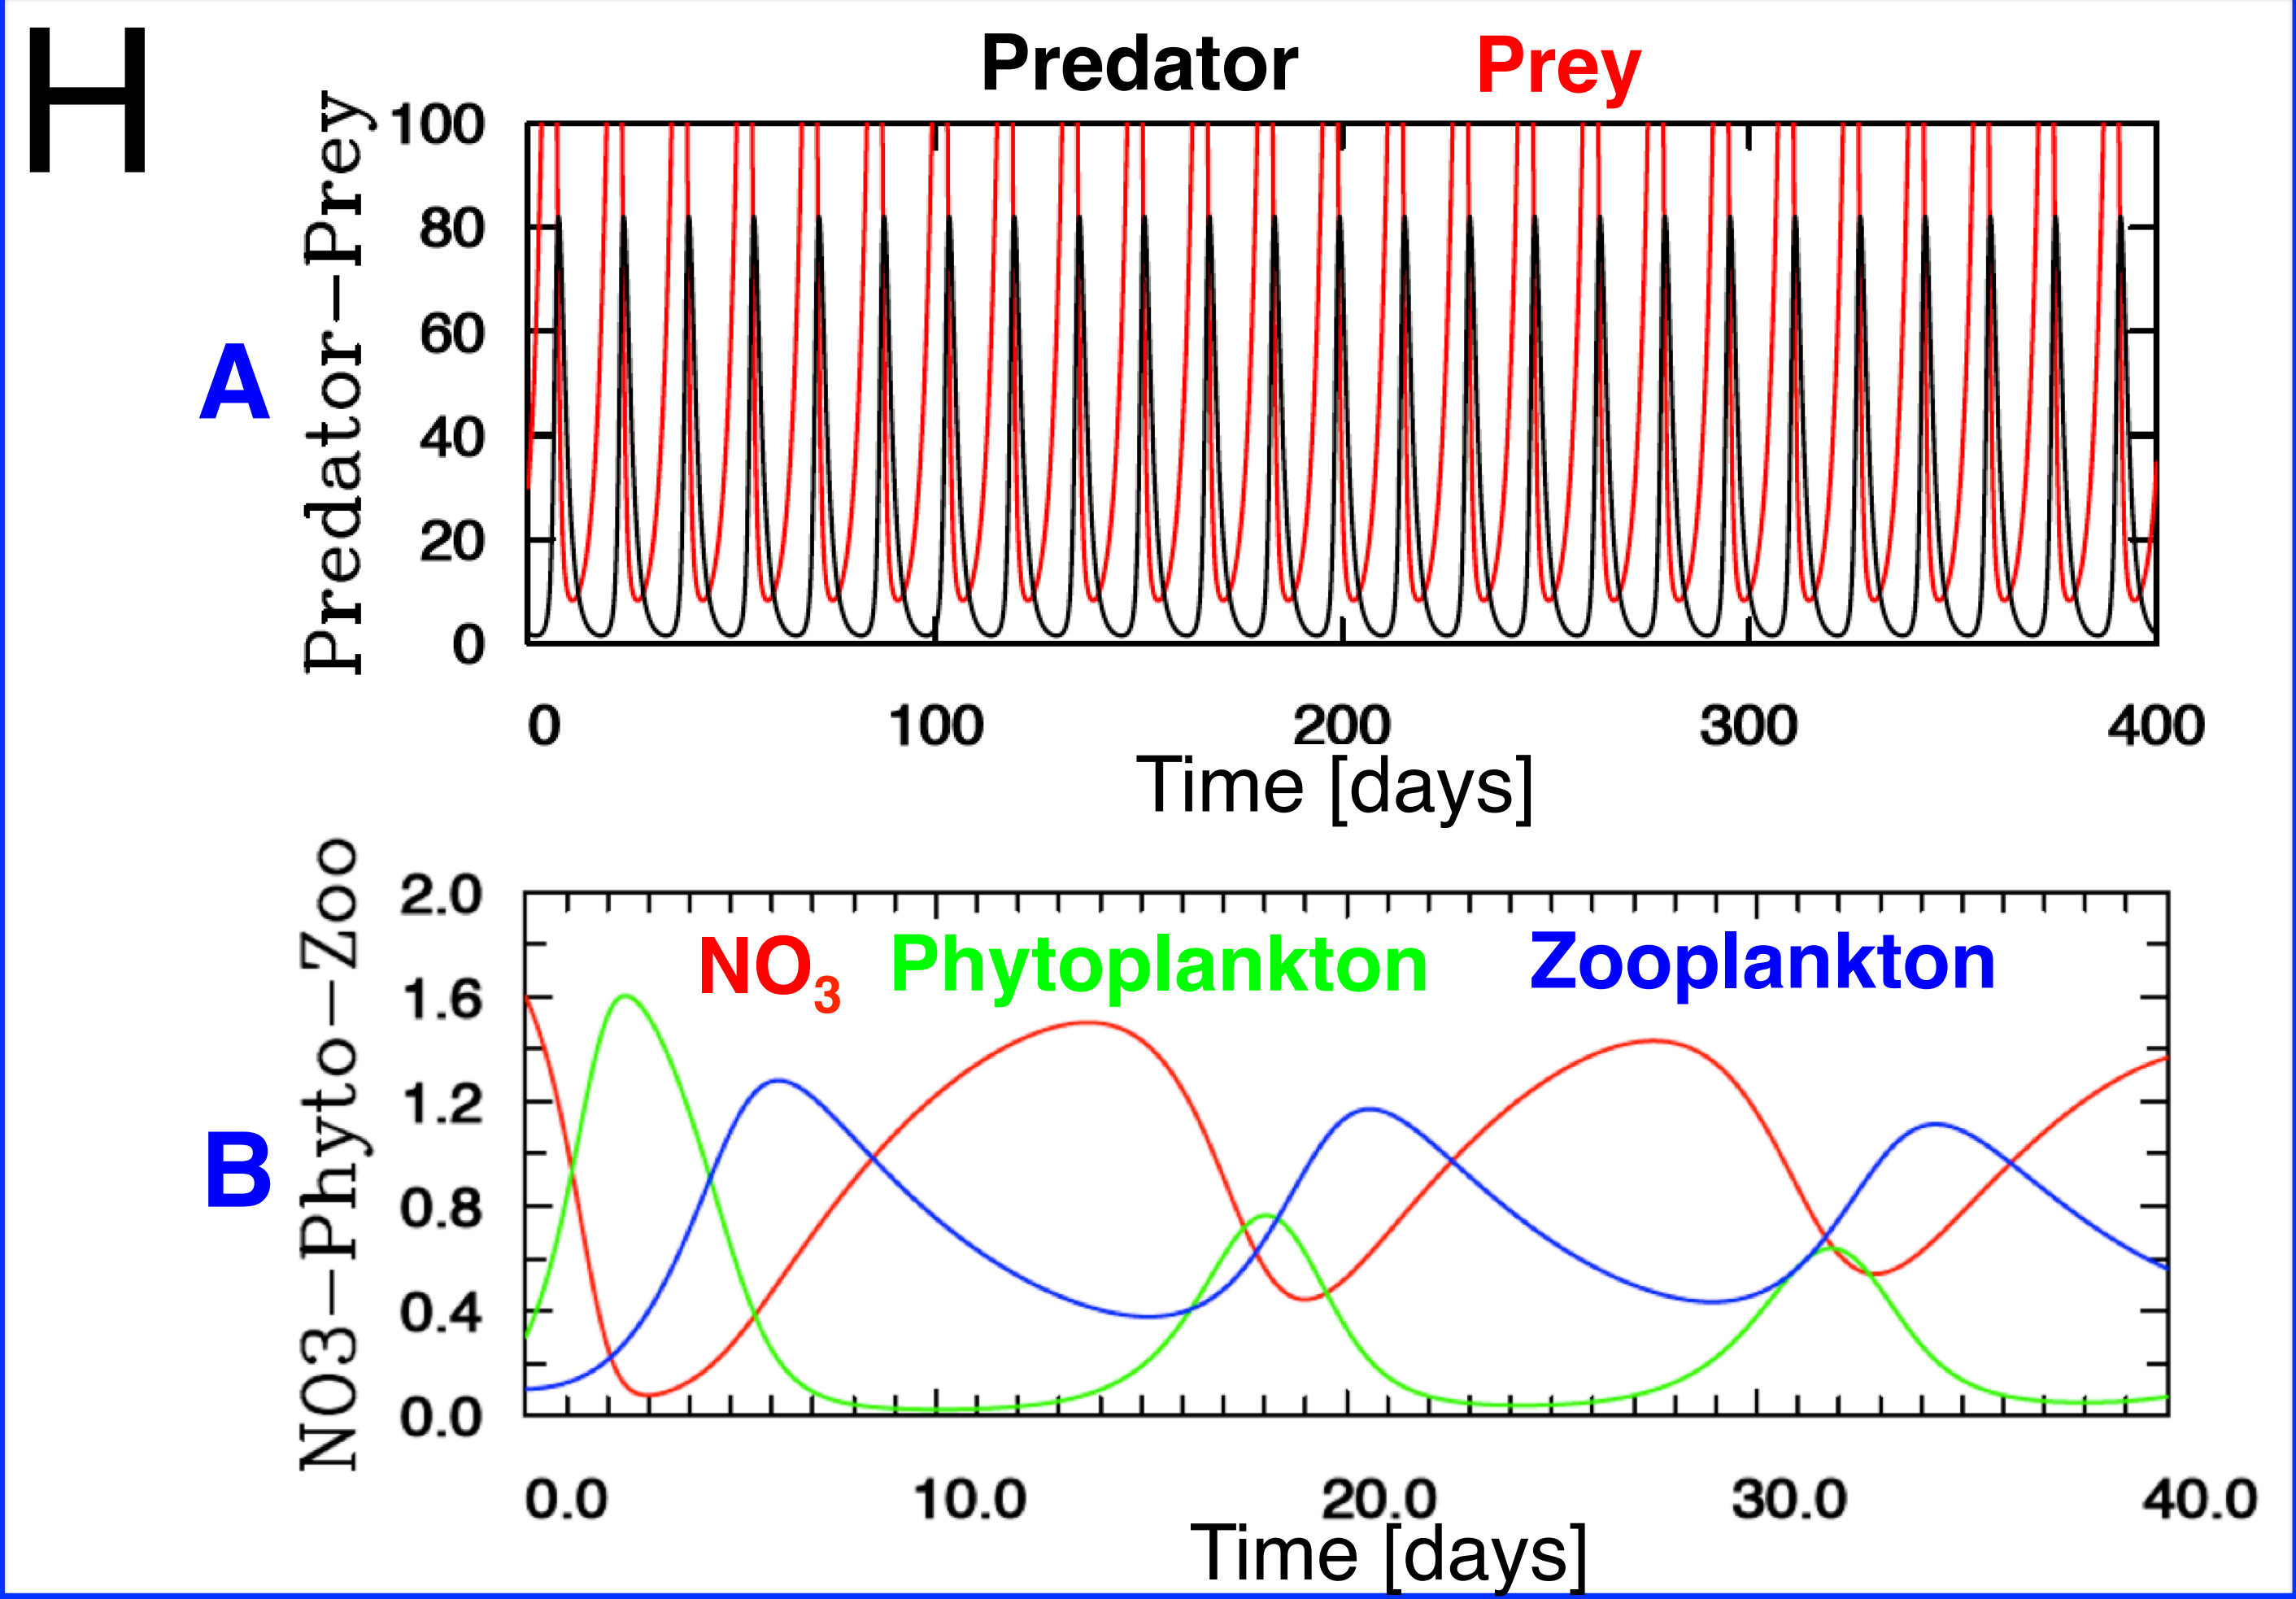 H
Predator Prey
Predator-Prey
100
80
60
40
20
0
A
0 100 200 300 400
Time [days]
NO3-Phyto-Zoo
2.0
1.6
1.2
0.8
0.4
0.0
NO3 Phytoplankton Zooplankton
B
0.0 10.0 20.0 30.0 40.0
Time [days]